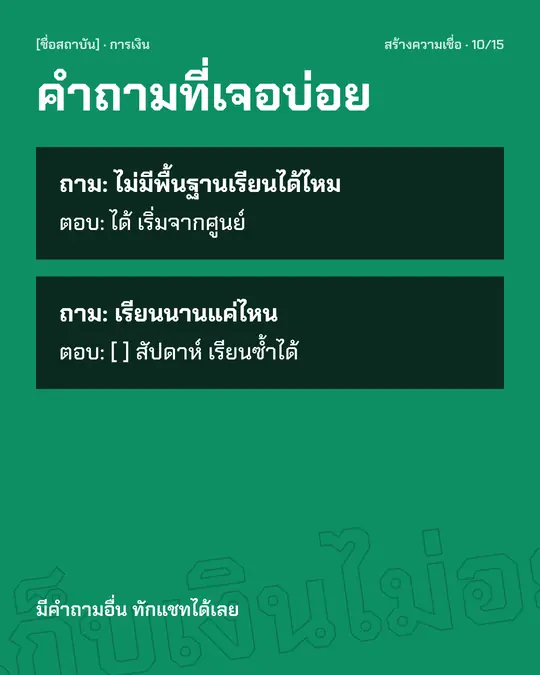 [ชื่อสถาบัน] · การเงิน
สร้างความเชื่อ · 10/15
คำถามที่เจอบ่อย
ถาม: ไม่มีพื้นฐานเรียนได้ไหม
ตอบ: ได้ เริ่มจากศูนย์
ถาม: เรียนนานแค่ไหน
ตอบ: [ ] สัปดาห์ เรียนซ้ำได้
มีคำถามอื่น ทักแชทได้เลย